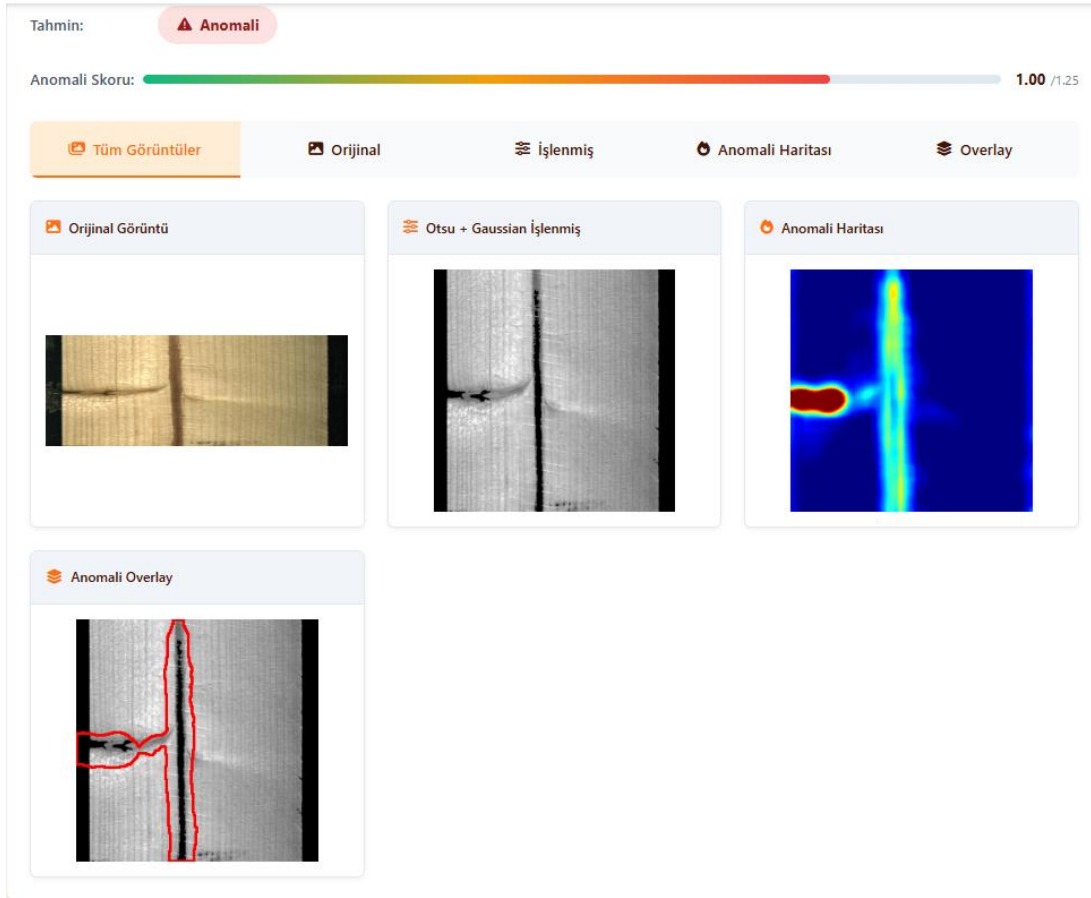 Tahmin:
Anomali
Anomali Skoru:
1.00 /1.25
Tüm Görüntüler
Orijinal
İşlenmiş
Anomali Haritası
Overlay
Orijinal Görüntü
Otsu + Gaussian İşlenmiş
Anomali Haritası
Anomali Overlay